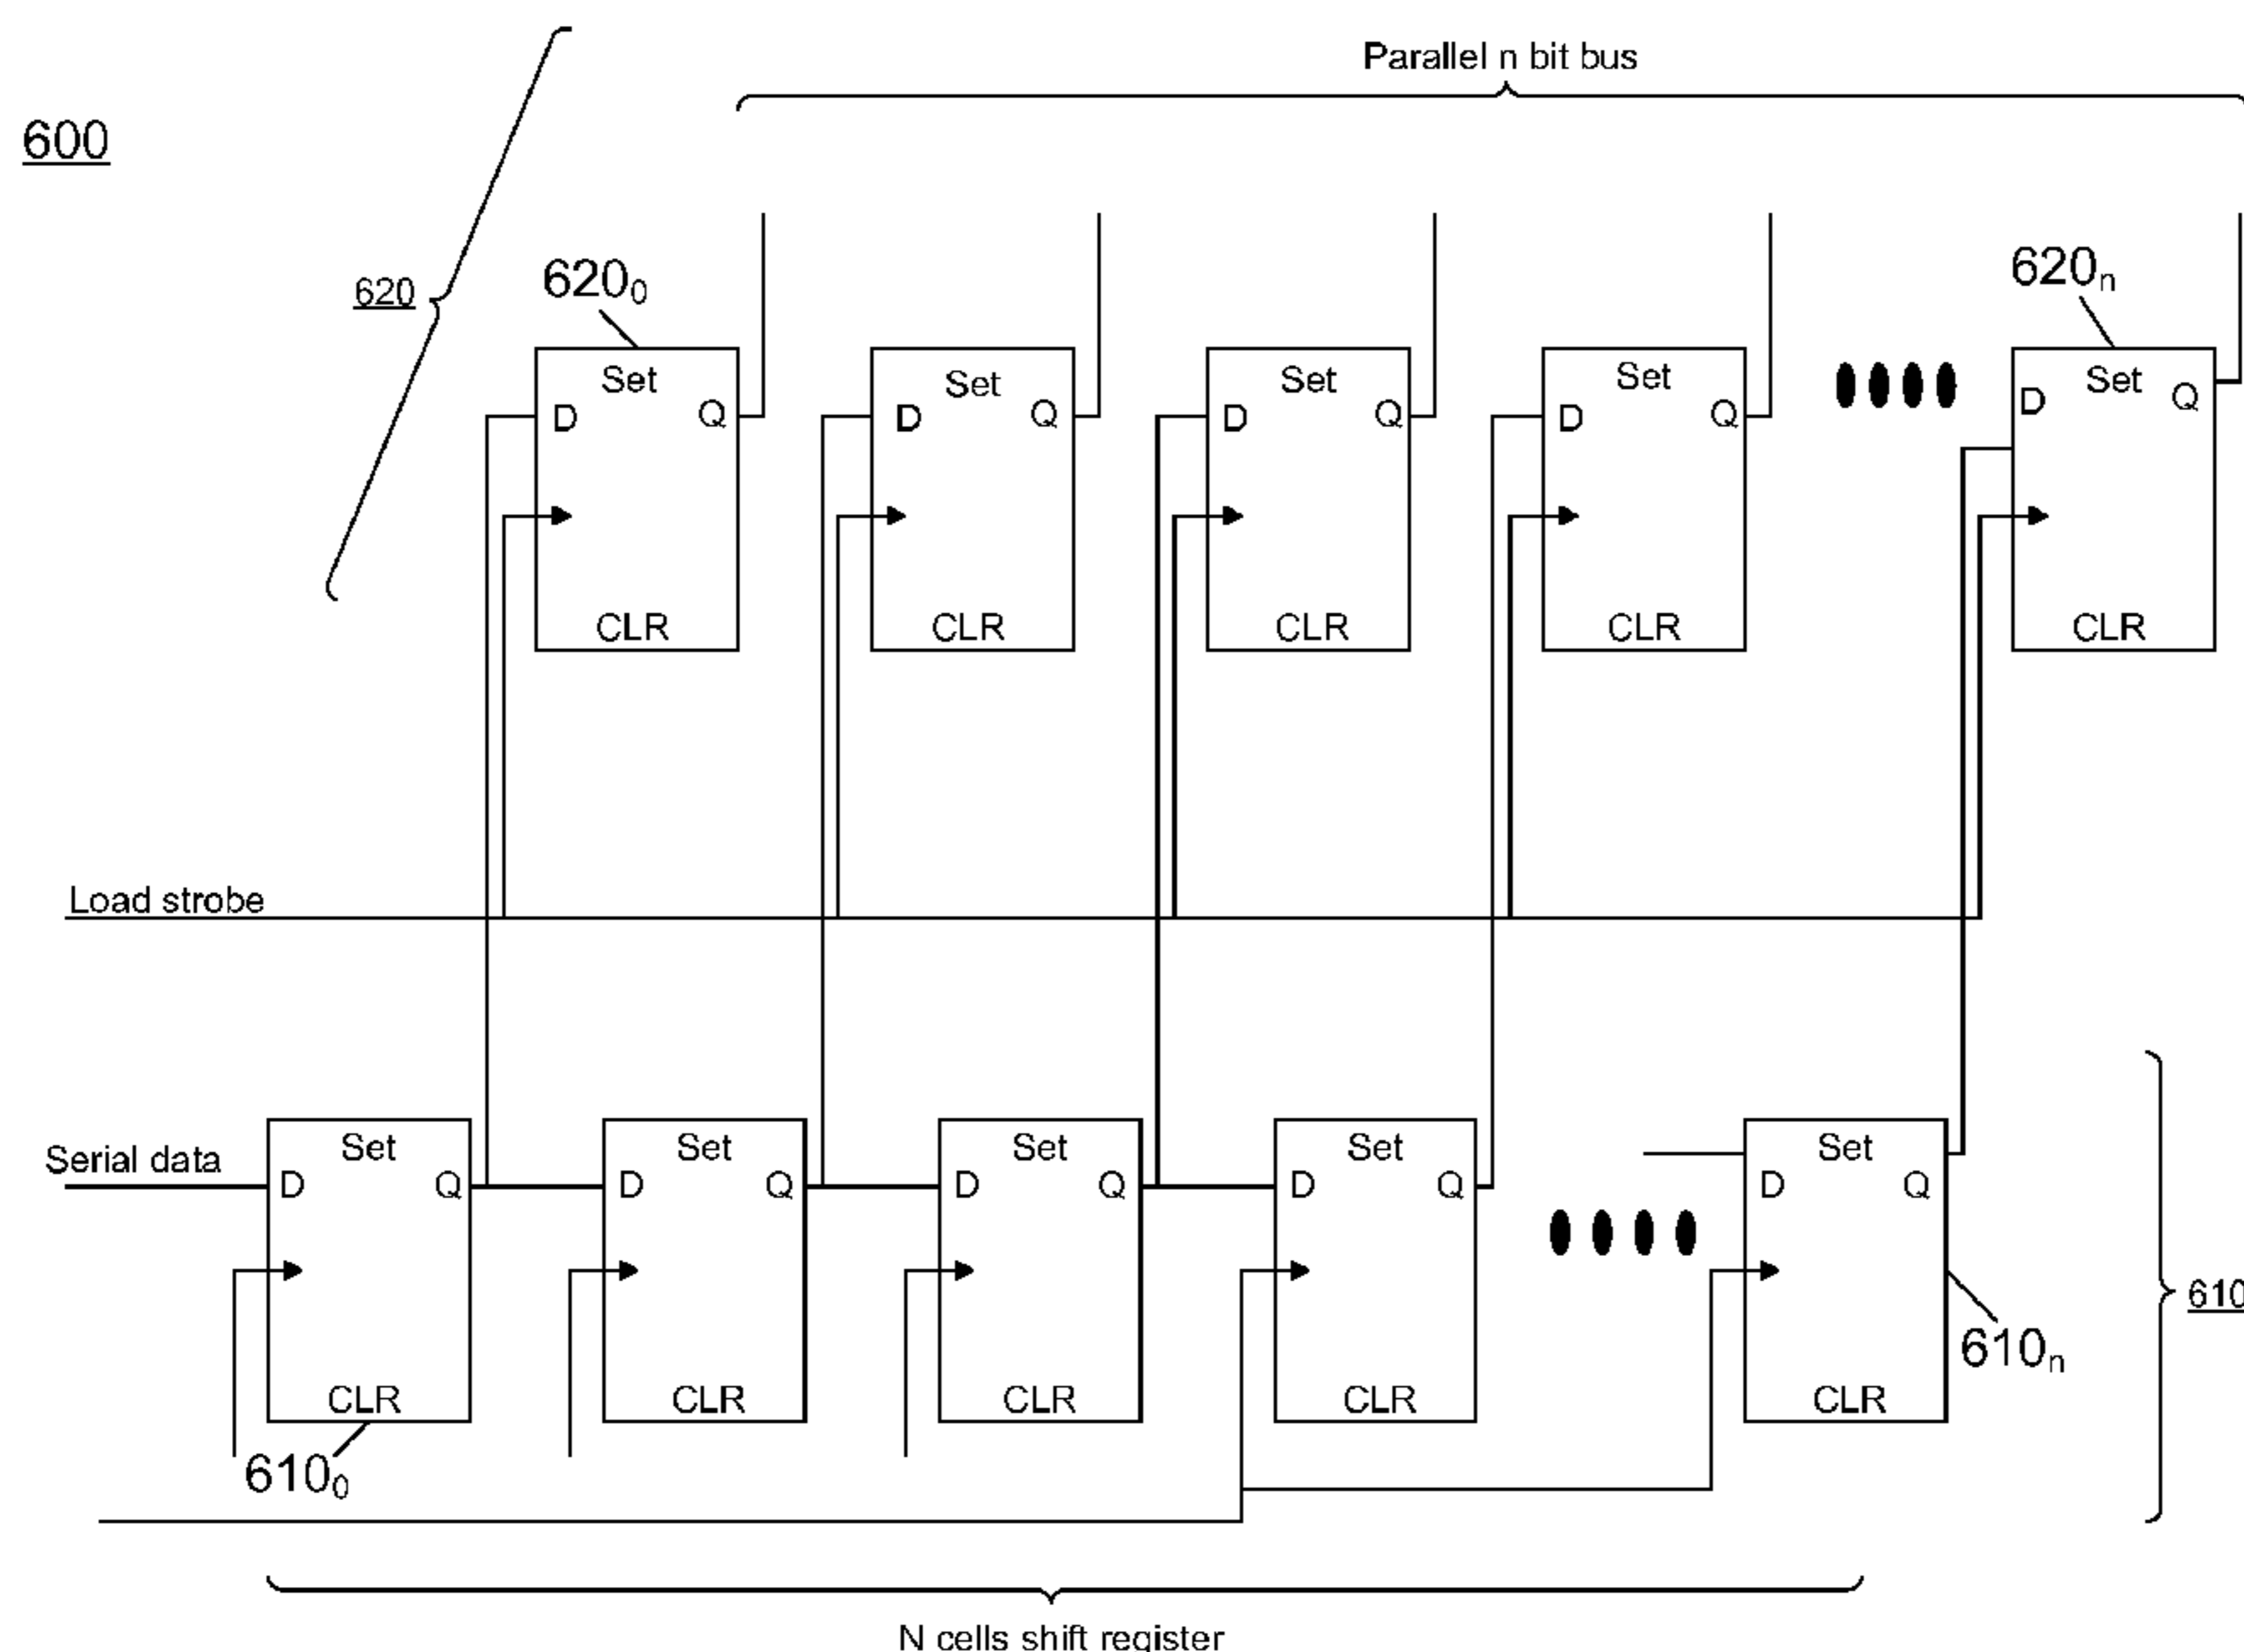 Parallel n bit bus
600
620
620₀
620ₙ
Set Set Set Set Set
D Q D Q D Q D Q D Q
CLR CLR CLR CLR CLR
Load strobe
Serial data
Set Set Set Set Set
D Q D Q D Q D Q D Q
610
610ₙ
CLR CLR CLR CLR CLR
610₀
N cells shift register